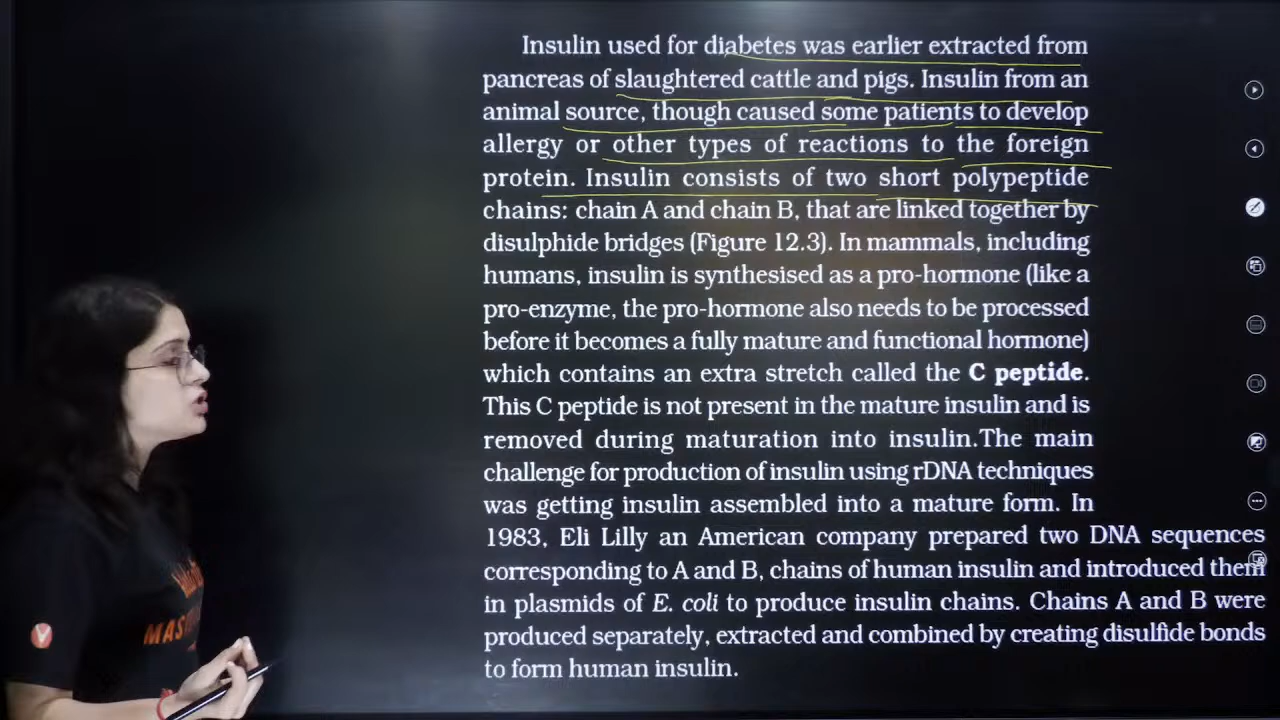 Insulin used for diabetes was earlier extracted from
pancreas of slaughtered cattle and pigs. Insulin from an
animal source, though caused some patients to develop
allergy or other types of reactions to the foreign
protein. Insulin consists of two short polypeptide
chains: chain A and chain B, that are linked together by
disulphide bridges (Figure 12.3). In mammals, including
humans, insulin is synthesised as a pro-hormone (like a
pro-enzyme, the pro-hormone also needs to be processed
before it becomes a fully mature and functional hormone)
which contains an extra stretch called the C peptide.
This C peptide is not present in the mature insulin and is
removed during maturation into insulin.The main
challenge for production of insulin using rDNA techniques
was getting insulin assembled into a mature form. In
1983, Eli Lilly an American company prepared two DNA sequences
corresponding to A and B, chains of human insulin and introduced them
in plasmids of E. coli to produce insulin chains. Chains A and B were
produced separately, extracted and combined by creating disulfide bonds
to form human insulin.
V